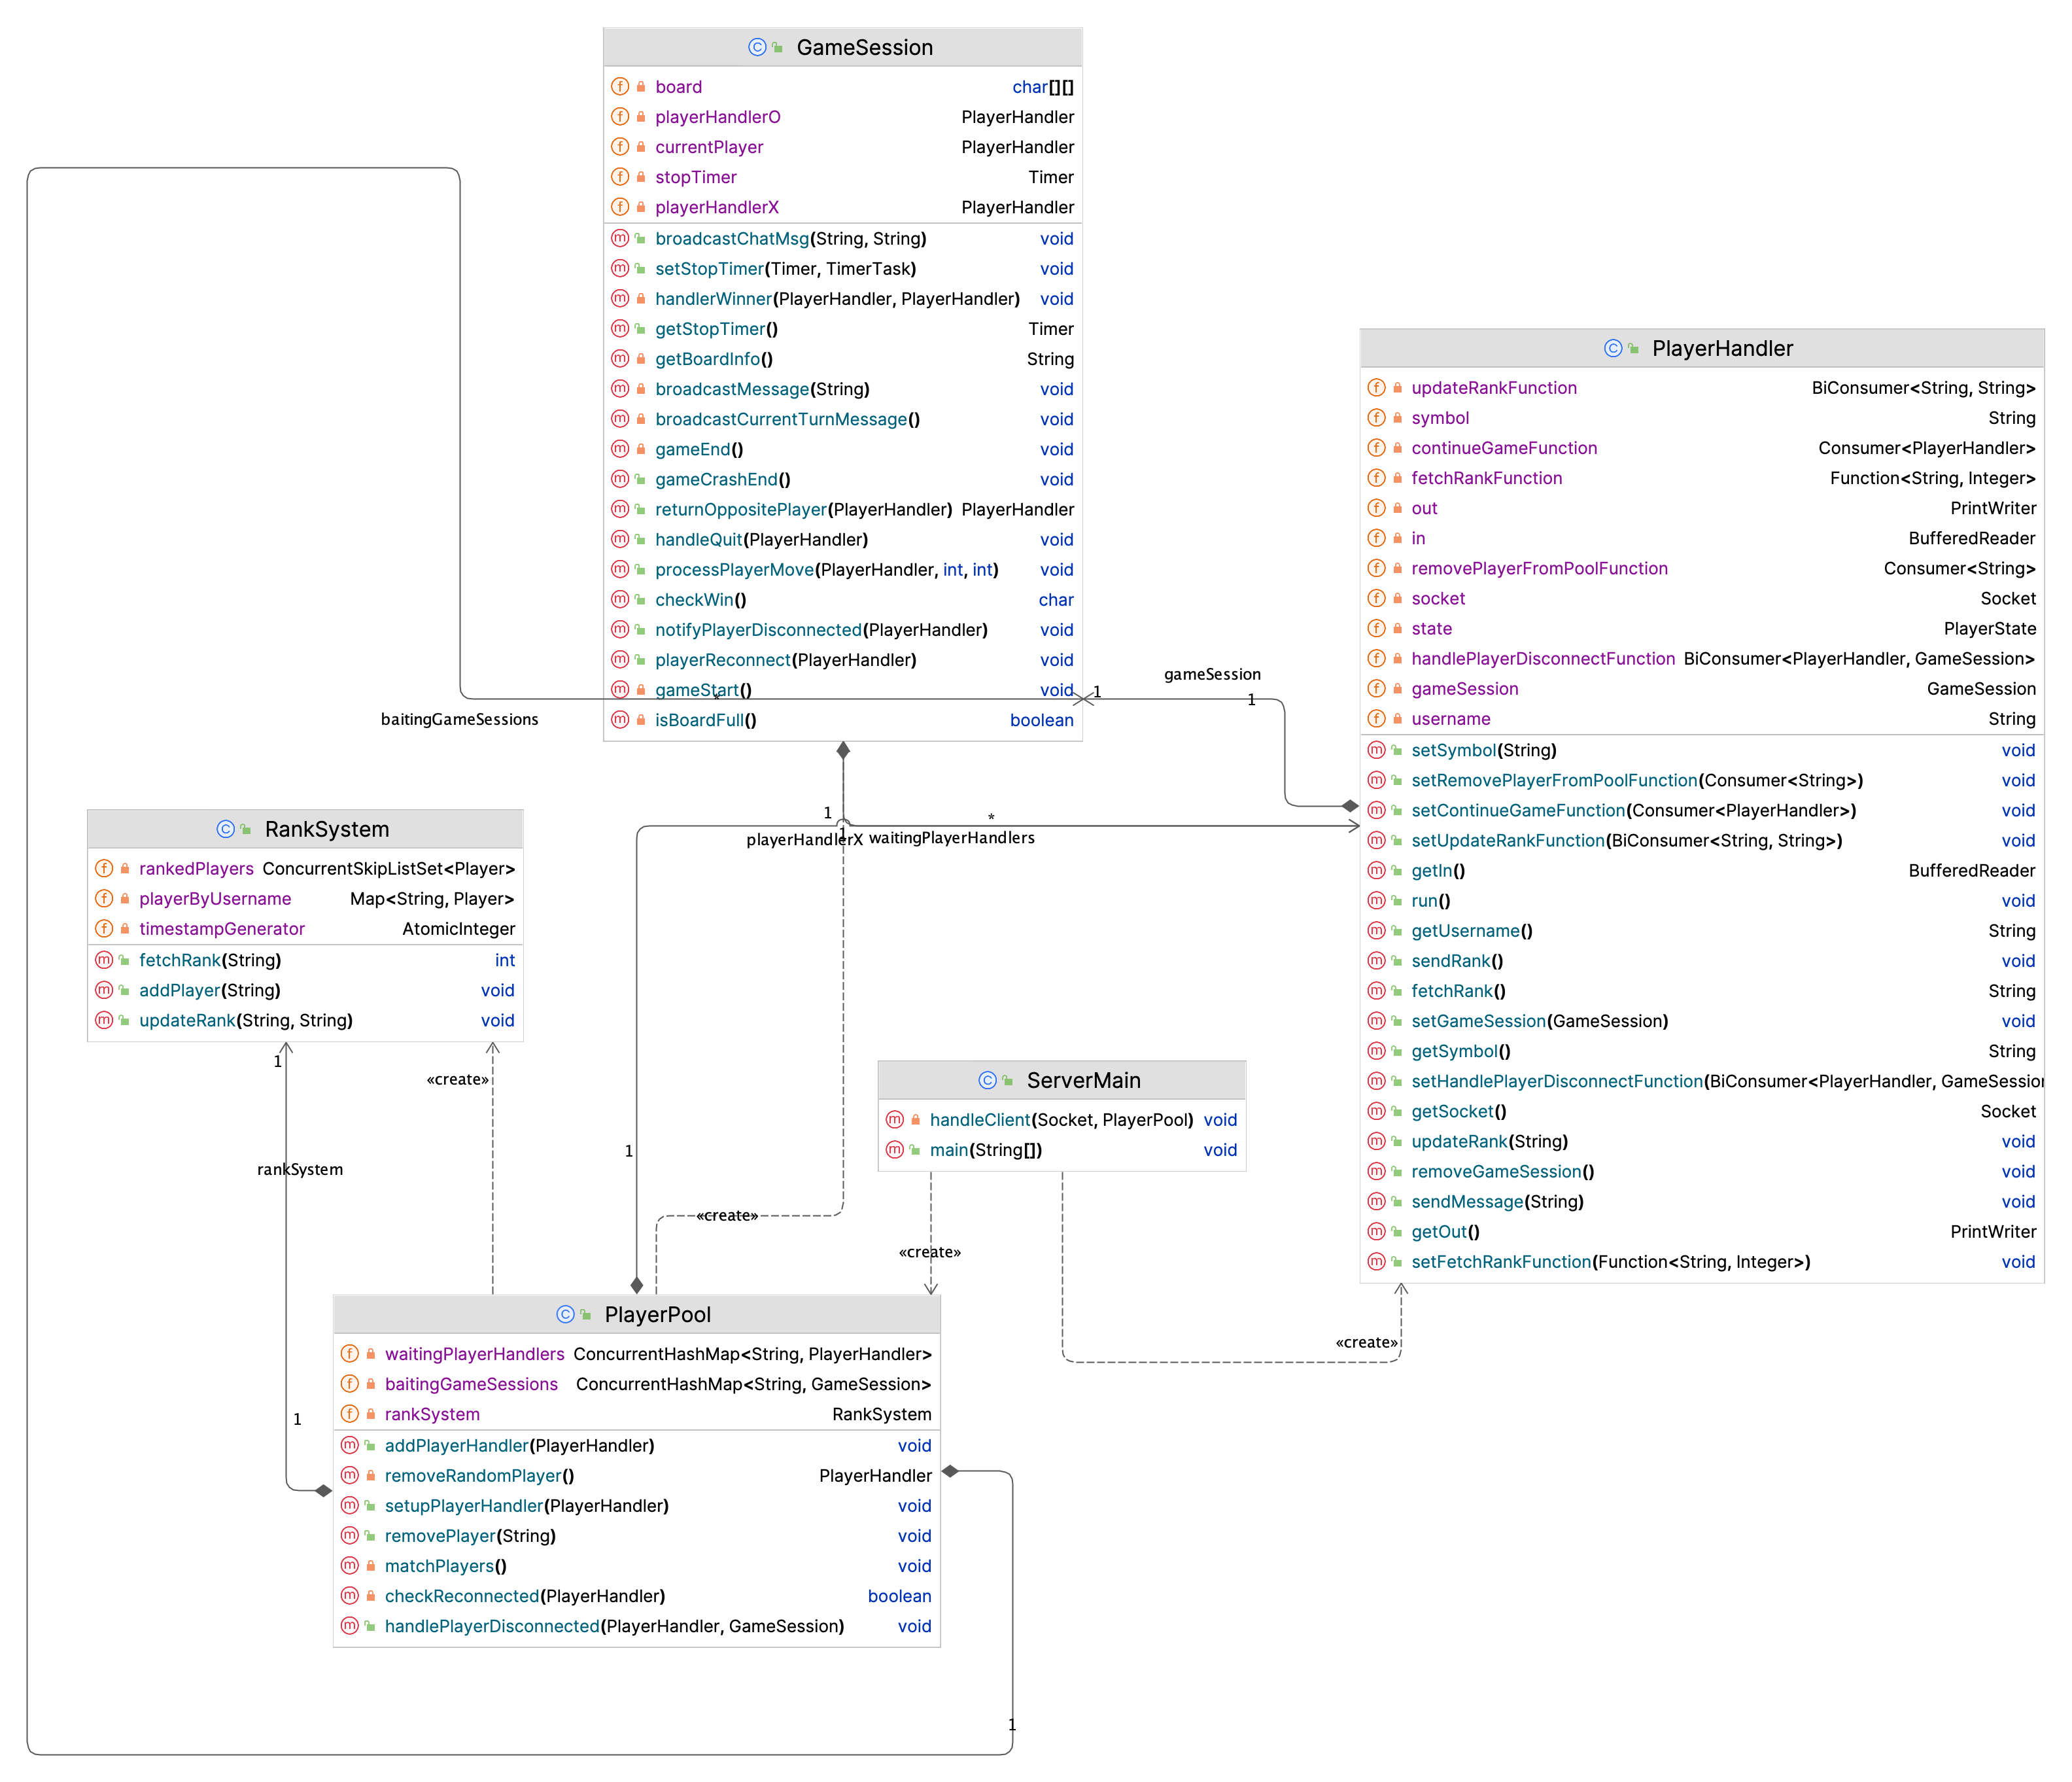 GameSession
board char[][]
playerHandlerO PlayerHandler
currentPlayer PlayerHandler
stopTimer Timer
playerHandlerX PlayerHandler
broadcastChatMsg(String, String) void
setStopTimer(Timer, TimerTask) void
handlerWinner(PlayerHandler, PlayerHandler) void
getStopTimer() Timer
getBoardInfo() String
broadcastMessage(String) void
broadcastCurrentTurnMessage() void
gameEnd() void
gameCrashEnd() void
returnOppositePlayer(PlayerHandler) PlayerHandler
handleQuit(PlayerHandler) void
processPlayerMove(PlayerHandler, int, int) void
checkWin() char
notifyPlayerDisconnected(PlayerHandler) void
playerReconnect(PlayerHandler) void
gameStart() void
isBoardFull() boolean
PlayerHandler
updateRankFunction BiConsumer<String, String>
symbol String
continueGameFunction Consumer<PlayerHandler>
fetchRankFunction Function<String, Integer>
out PrintWriter
in BufferedReader
removePlayerFromPoolFunction Consumer<String>
socket Socket
state PlayerState
handlePlayerDisconnectFunction BiConsumer<PlayerHandler, GameSession>
gameSession GameSession
username String
setSymbol(String) void
setRemovePlayerFromPoolFunction(Consumer<String>) void
setContinueGameFunction(Consumer<PlayerHandler>) void
setUpdateRankFunction(BiConsumer<String, String>) void
getIn() BufferedReader
run() void
getUsername() String
sendRank() void
fetchRank() String
setGameSession(GameSession) void
getSymbol() String
setHandlePlayerDisconnectFunction(BiConsumer<PlayerHandler, GameSession
getSocket() Socket
updateRank(String) void
removeGameSession() void
sendMessage(String) void
getOut() PrintWriter
setFetchRankFunction(Function<String, Integer>) void
gameSession
1
1
*
baitingGameSessions
1
*
1
playerHandlerX
waitingPlayerHandlers
RankSystem
rankedPlayers ConcurrentSkipListSet<Player>
playerByUsername Map<String, Player>
timestampGenerator AtomicInteger
fetchRank(String) int
addPlayer(String) void
updateRank(String, String) void
1
«create»
1
rankSystem
ServerMain
handleClient(Socket, PlayerPool) void
main(String[]) void
«create»
«create»
«create»
PlayerPool
waitingPlayerHandlers ConcurrentHashMap<String, PlayerHandler>
baitingGameSessions ConcurrentHashMap<String, GameSession>
rankSystem RankSystem
addPlayerHandler(PlayerHandler) void
removeRandomPlayer() PlayerHandler
setupPlayerHandler(PlayerHandler) void
removePlayer(String) void
matchPlayers() void
checkReconnected(PlayerHandler) boolean
handlePlayerDisconnected(PlayerHandler, GameSession) void
1
1